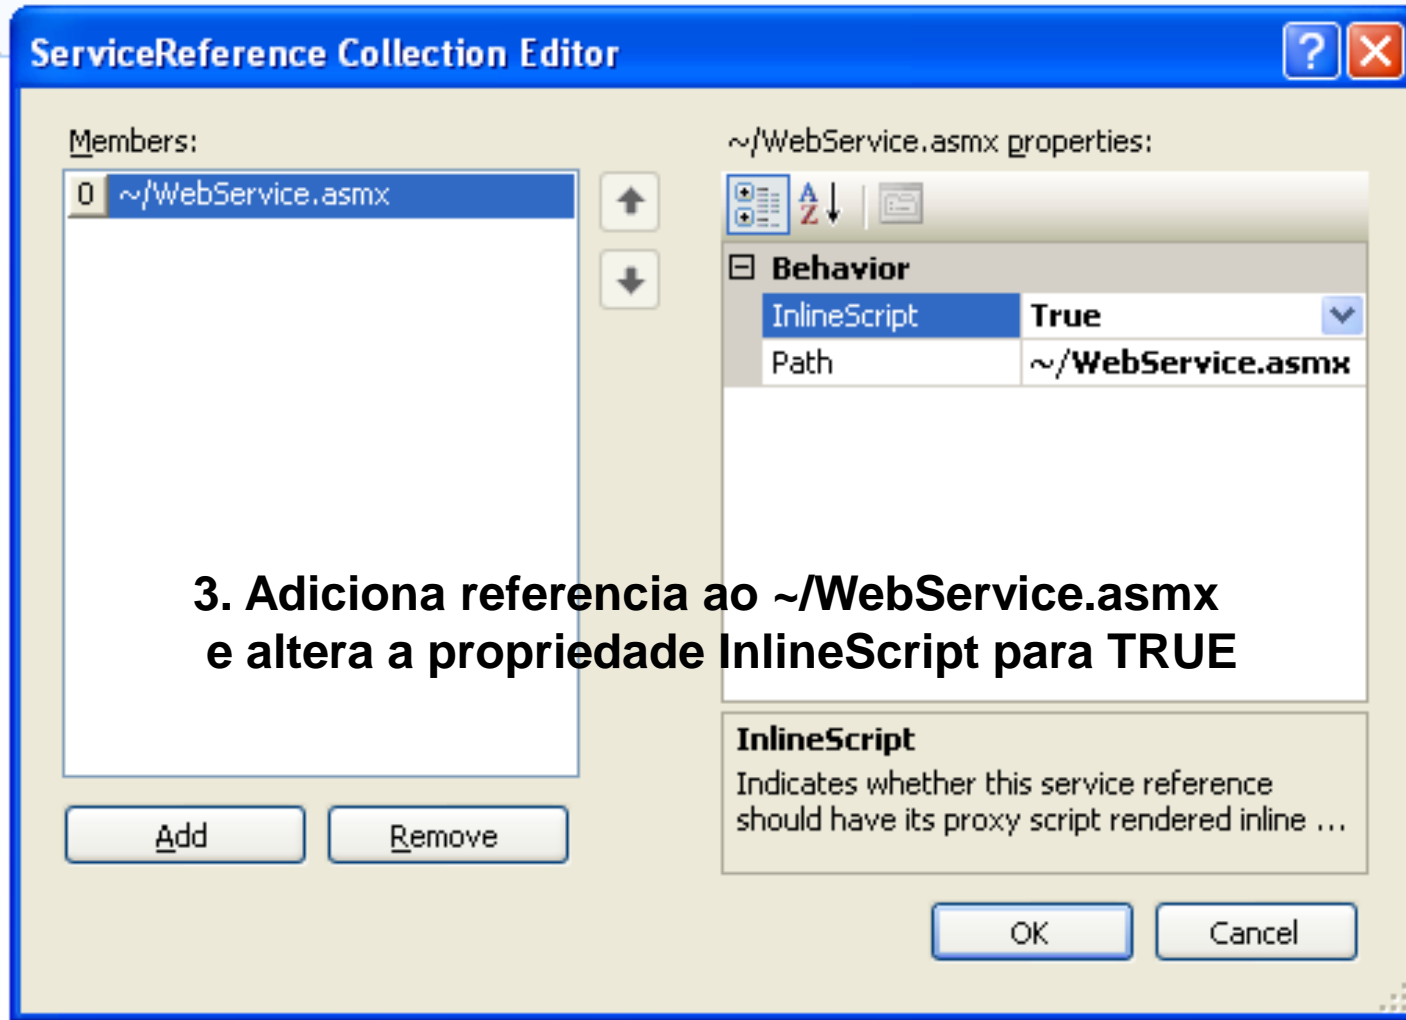 ServiceReference Collection Editor
Members:
~/WebService.asmx properties:
0 ~/WebService.asmx
Behavior
InlineScript True
Path ~/WebService.asmx
3. Adiciona referencia ao ~/WebService.asmx
e altera a propriedade InlineScript para TRUE
InlineScript
Indicates whether this service reference
should have its proxy script rendered inline ...
Add Remove
OK Cancel